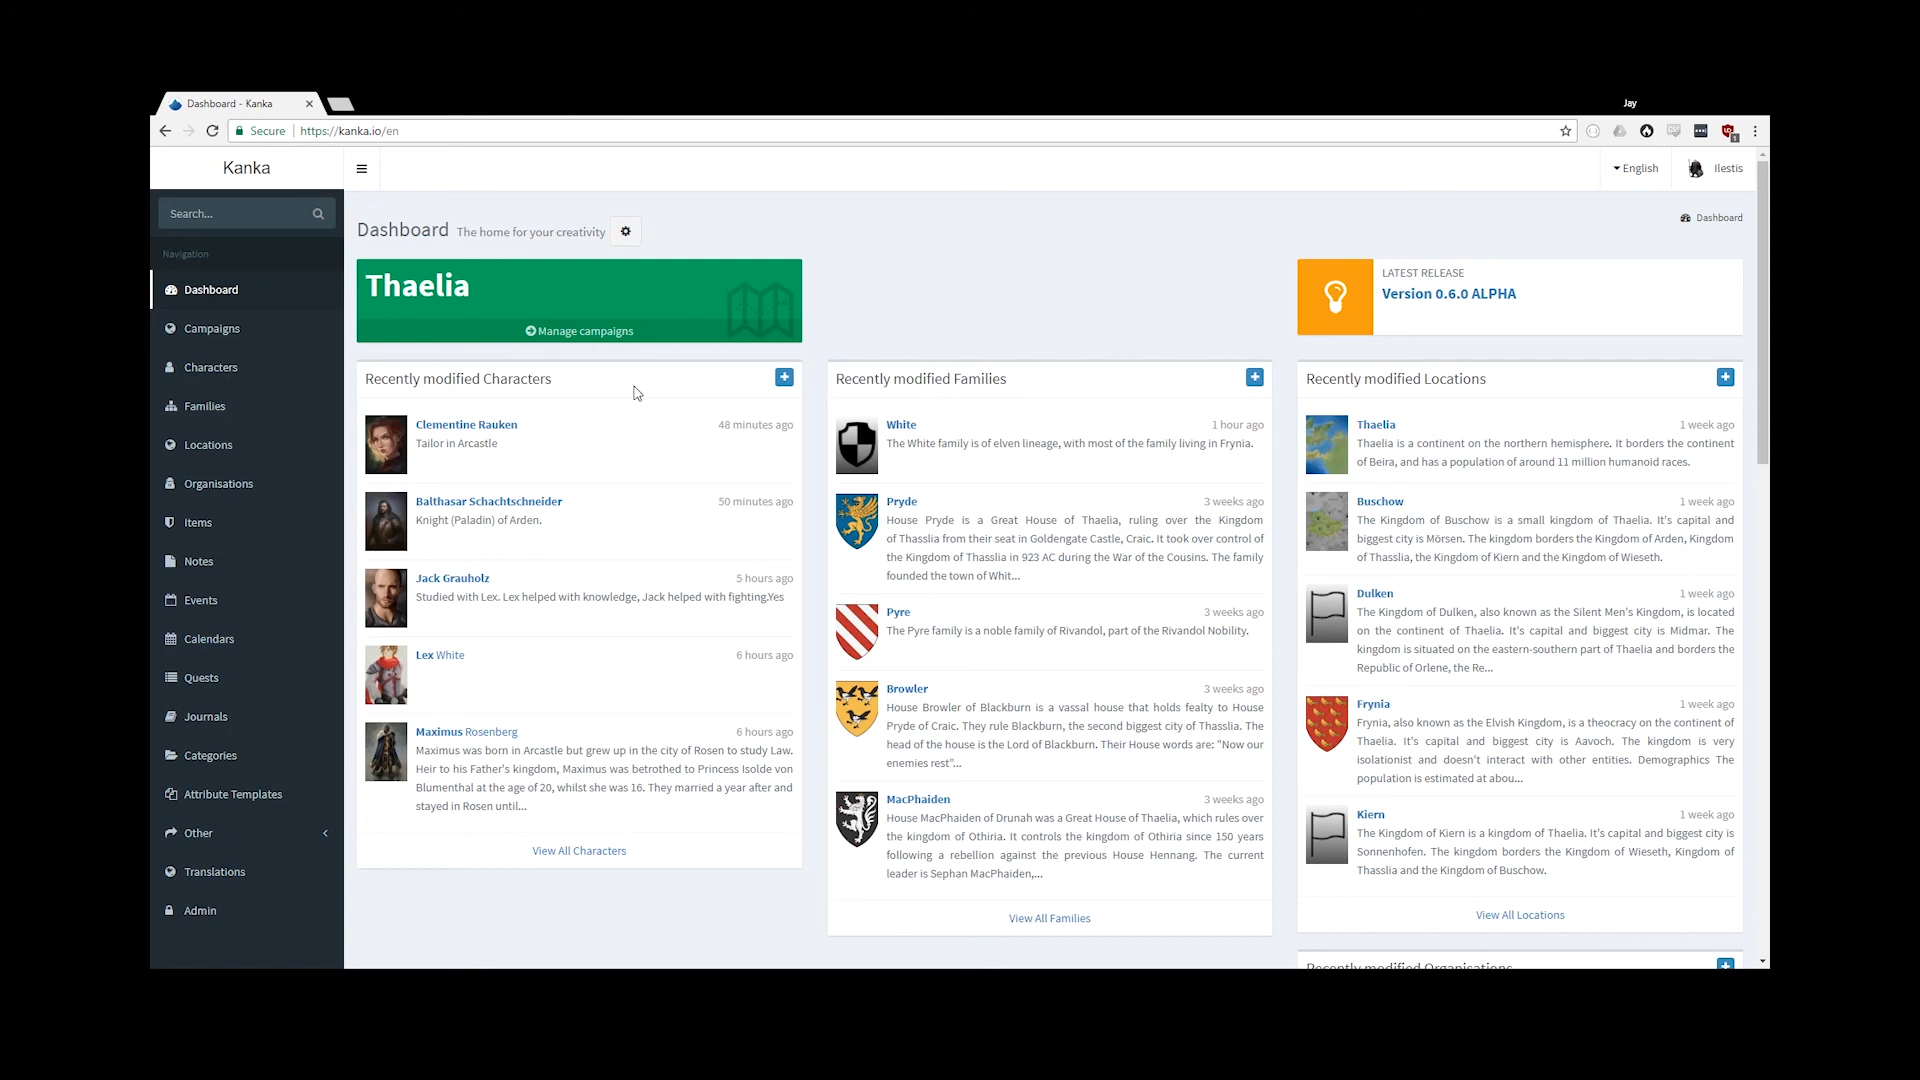 Dashboard - Kanka
Jay
Secure
https://kanka.io/en
Kanka
English
Ilestis
Search...
Navigation
Dashboard
Campaigns
Characters
Families
Locations
Organisations
Items
Notes
Events
Calendars
Quests
Journals
Categories
Attribute Templates
Other
Translations
Admin
Dashboard The home for your creativity
Dashboard
Thaelia
Manage campaigns
LATEST RELEASE
Version 0.6.0 ALPHA
Recently modified Characters
Clementine Rauken 48 minutes ago
Tailor in Arcastle
Balthasar Schachtschneider 50 minutes ago
Knight (Paladin) of Arden.
Jack Grauholz 5 hours ago
Studied with Lex. Lex helped with knowledge, Jack helped with fighting.Yes
Lex White 6 hours ago
Maximus Rosenberg 6 hours ago
Maximus was born in Arcastle but grew up in the city of Rosen to study Law.
Heir to his Father's kingdom, Maximus was betrothed to Princess Isolde von
Blumenthal at the age of 20, whilst she was 16. They married a year after and
stayed in Rosen until...
View All Characters
Recently modified Families
White 1 hour ago
The White family is of elven lineage, with most of the family living in Frynia.
Pryde 3 weeks ago
House Pryde is a Great House of Thaelia, ruling over the Kingdom
of Thasslia from their seat in Goldengate Castle, Craic. It took over control of
the Kingdom of Thasslia in 923 AC during the War of the Cousins. The family
founded the town of Whit...
Pyre 3 weeks ago
The Pyre family is a noble family of Rivandol, part of the Rivandol Nobility.
Browler 3 weeks ago
House Browler of Blackburn is a vassal house that holds fealty to House
Pryde of Craic. They rule Blackburn, the second biggest city of Thasslia. The
head of the house is the Lord of Blackburn. Their House words are: "Now our
enemies rest"...
MacPhaiden 3 weeks ago
House MacPhaiden of Drunah was a Great House of Thaelia, which rules over
the kingdom of Othiria. It controls the kingdom of Othiria since 150 years
following a rebellion against the previous House Hennang. The current
leader is Sephan MacPhaiden,...
View All Families
Recently modified Locations
Thaelia 1 week ago
Thaelia is a continent on the northern hemisphere. It borders the continent
of Beira, and has a population of around 11 million humanoid races.
Buschow 1 week ago
The Kingdom of Buschow is a small kingdom of Thaelia. It's capital and
biggest city is Mörsen. The kingdom borders the Kingdom of Arden, Kingdom
of Thasslia, the Kingdom of Kiern and the Kingdom of Wieseth.
Dulken 1 week ago
The Kingdom of Dulken, also known as the Silent Men's Kingdom, is located
on the continent of Thaelia. It's capital and biggest city is Midmar. The
kingdom is situated on the eastern-southern part of Thaelia and borders the
Republic of Orlene, the Re...
Frynia 1 week ago
Frynia, also known as the Elvish Kingdom, is a theocracy on the continent of
Thaelia. It's capital and biggest city is Aavoch. The kingdom is very
isolationist and doesn't interact with other entities. Demographics The
population is estimated at abou...
Kiern 1 week ago
The Kingdom of Kiern is a kingdom of Thaelia. It's capital and biggest city is
Sonnenhofen. The kingdom borders the Kingdom of Wieseth, Kingdom of
Thasslia and the Kingdom of Buschow.
View All Locations
Recently modified Organisations